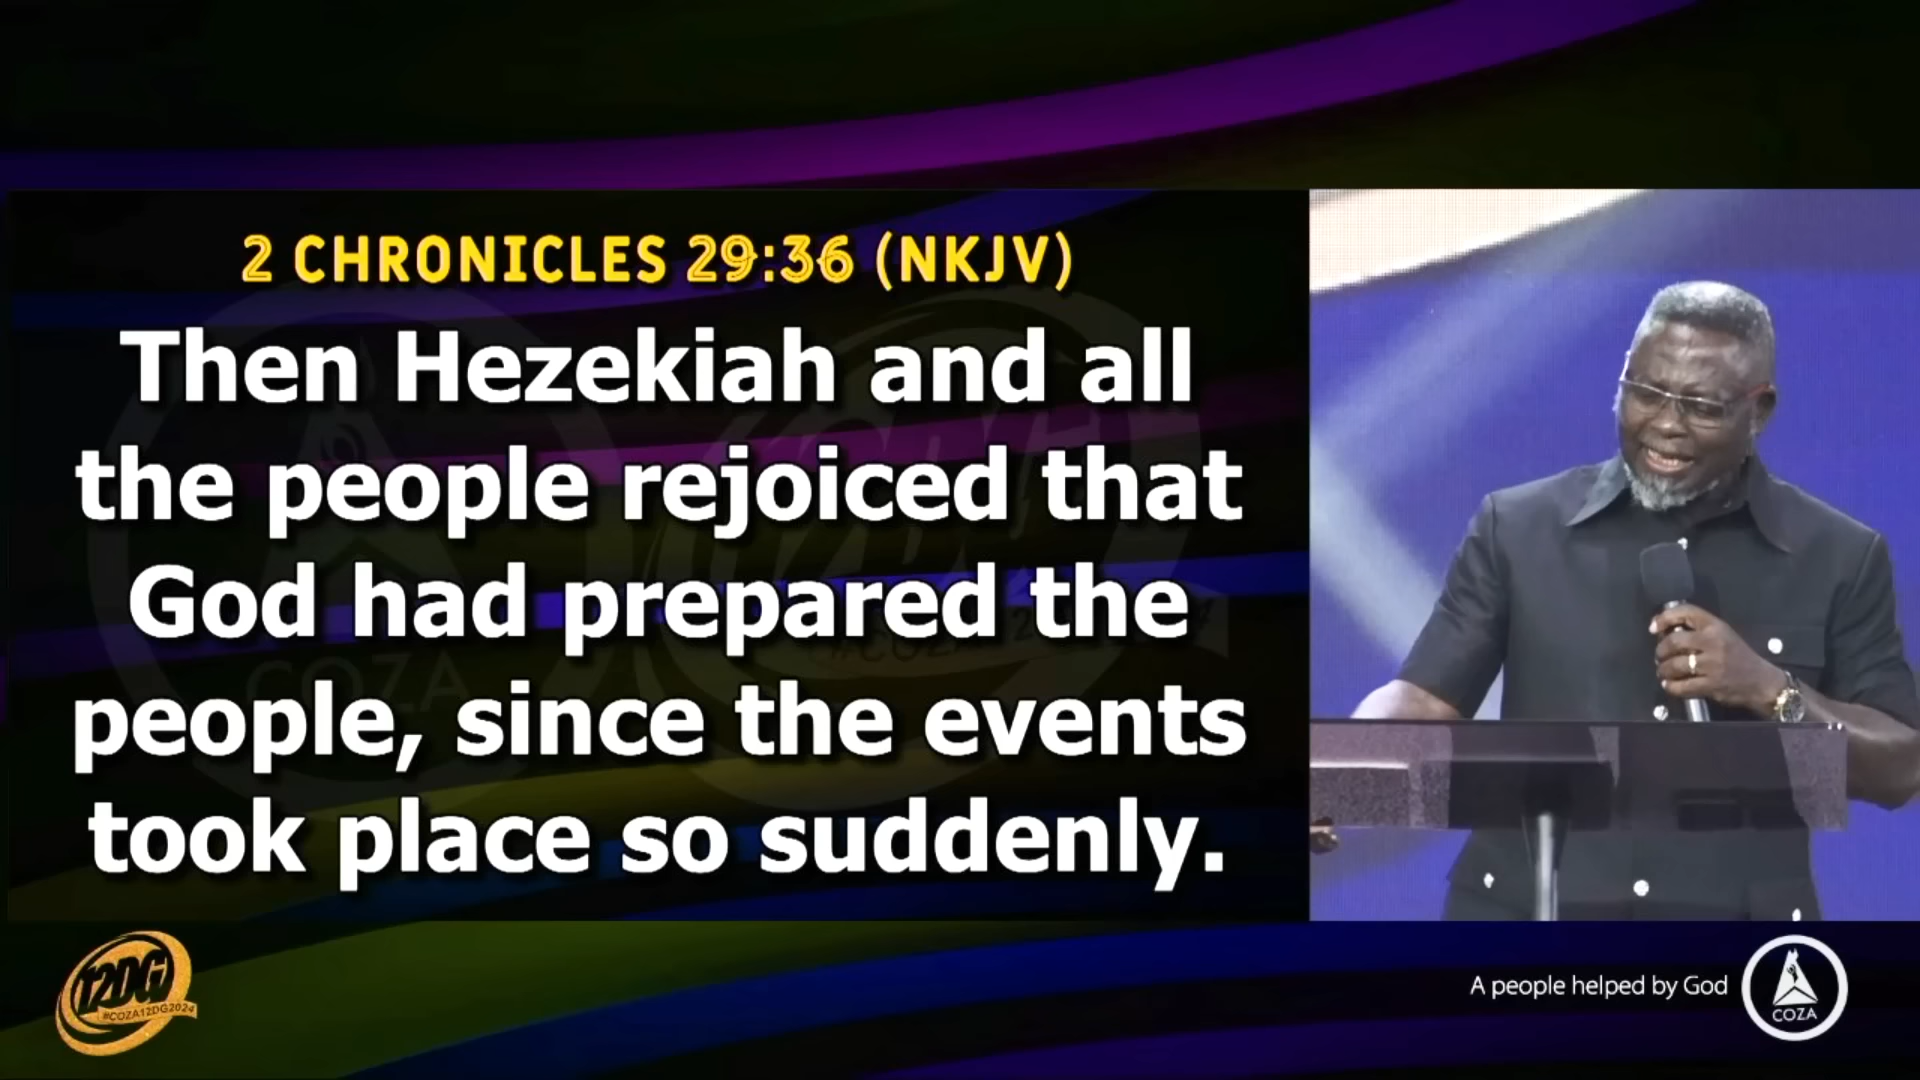 2 CHRONICLES 29:36 (NKJV)
Then Hezekiah and all
the people rejoiced that
God had prepared the
people, since the events
took place so suddenly.
12DG
#COZA12DG2024
A people helped by God
COZA